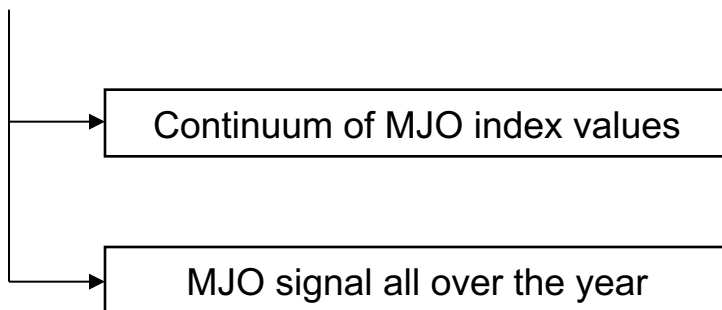 Continuum of MJO index values
MJO signal all over the year